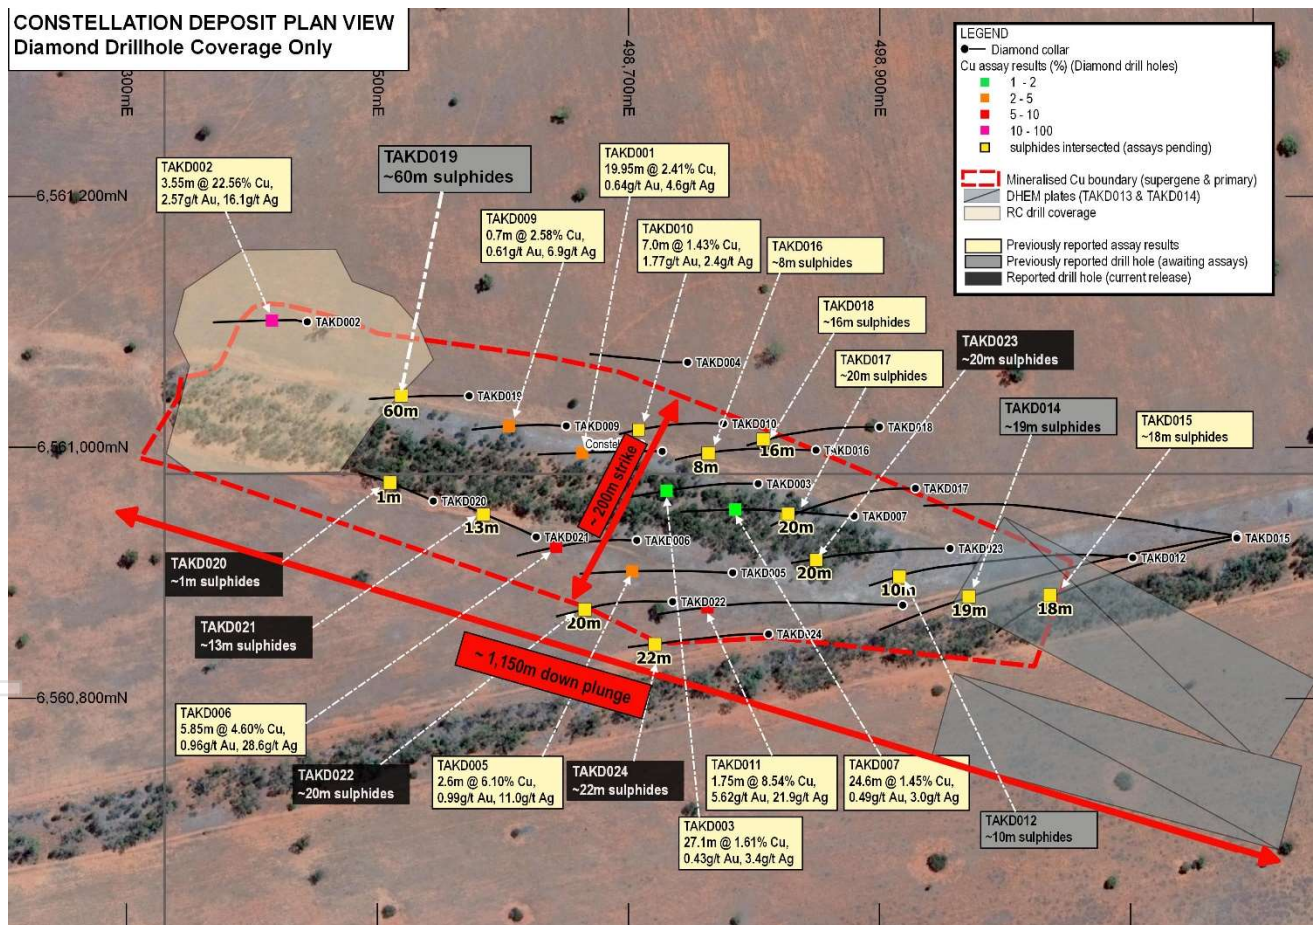 CONSTELLATION DEPOSIT PLAN VIEW
Diamond Drillhole Coverage Only
300mE
500mE
498,700mE
498,900mE
LEGEND
Diamond collar
Cu assay results (%) (Diamond drill holes)
1 - 2
2 - 5
5 - 10
10 - 100
sulphides intersected (assays pending)
Mineralised Cu boundary (supergene & primary)
DHEM plates (TAKD013 & TAKD014)
RC drill coverage
Previously reported assay results
Previously reported drill hole (awaiting assays)
Reported drill hole (current release)
6,561,200mN
6,561,000mN
6,560,800mN
TAKD002
3.55m @ 22.56% Cu,
2.57g/t Au, 16.1g/t Ag
TAKD019
~60m sulphides
TAKD001
19.95m @ 2.41% Cu,
0.64g/t Au, 4.6g/t Ag
TAKD009
0.7m @ 2.58% Cu,
0.61g/t Au, 6.9g/t Ag
TAKD010
7.0m @ 1.43% Cu,
1.77g/t Au, 2.4g/t Ag
TAKD016
~8m sulphides
TAKD018
~16m sulphides
TAKD017
~20m sulphides
TAKD023
~20m sulphides
TAKD014
~19m sulphides
TAKD015
~18m sulphides
TAKD002
TAKD004
TAKD019
60m
TAKD009
TAKD010
TAKD018
Constel
8m
16m
TAKD016
1m
TAKD020
13m
TAKD003
TAKD017
20m
TAKD007
~ 200m strike
TAKD021
TAKD006
TAKD023
TAKD015
TAKD012
TAKD005
20m
10m
19m
18m
TAKD022
20m
TAKD024
22m
~ 1,150m down plunge
TAKD020
~1m sulphides
TAKD021
~13m sulphides
TAKD006
5.85m @ 4.60% Cu,
0.96g/t Au, 28.6g/t Ag
TAKD022
~20m sulphides
TAKD005
2.6m @ 6.10% Cu,
0.99g/t Au, 11.0g/t Ag
TAKD024
~22m sulphides
TAKD011
1.75m @ 8.54% Cu,
5.62g/t Au, 21.9g/t Ag
TAKD007
24.6m @ 1.45% Cu,
0.49g/t Au, 3.0g/t Ag
TAKD003
27.1m @ 1.61% Cu,
0.43g/t Au, 3.4g/t Ag
TAKD012
~10m sulphides